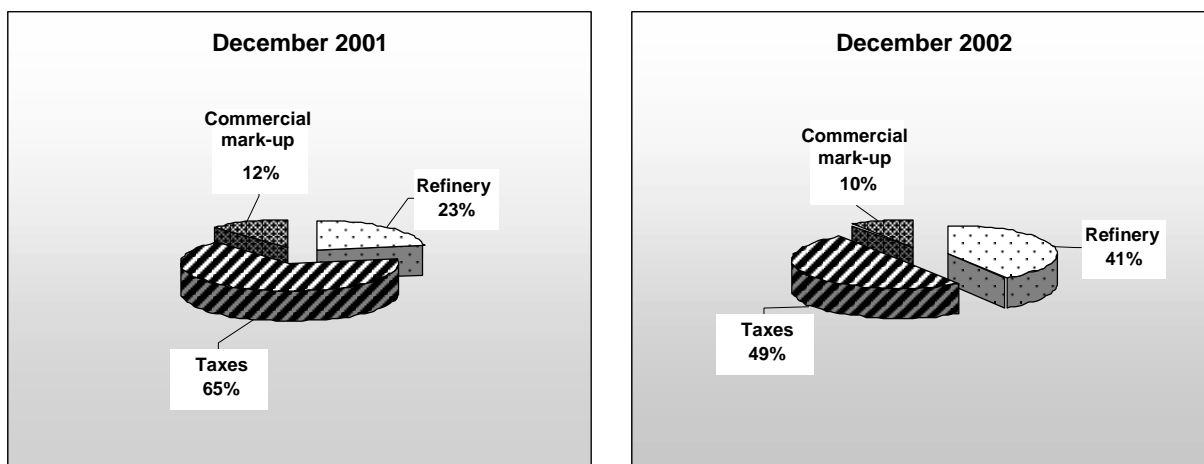 December 2001
Commercial
mark-up
12%
Refinery
23%
Taxes
65%
December 2002
Commercial
mark-up
10%
Refinery
41%
Taxes
49%